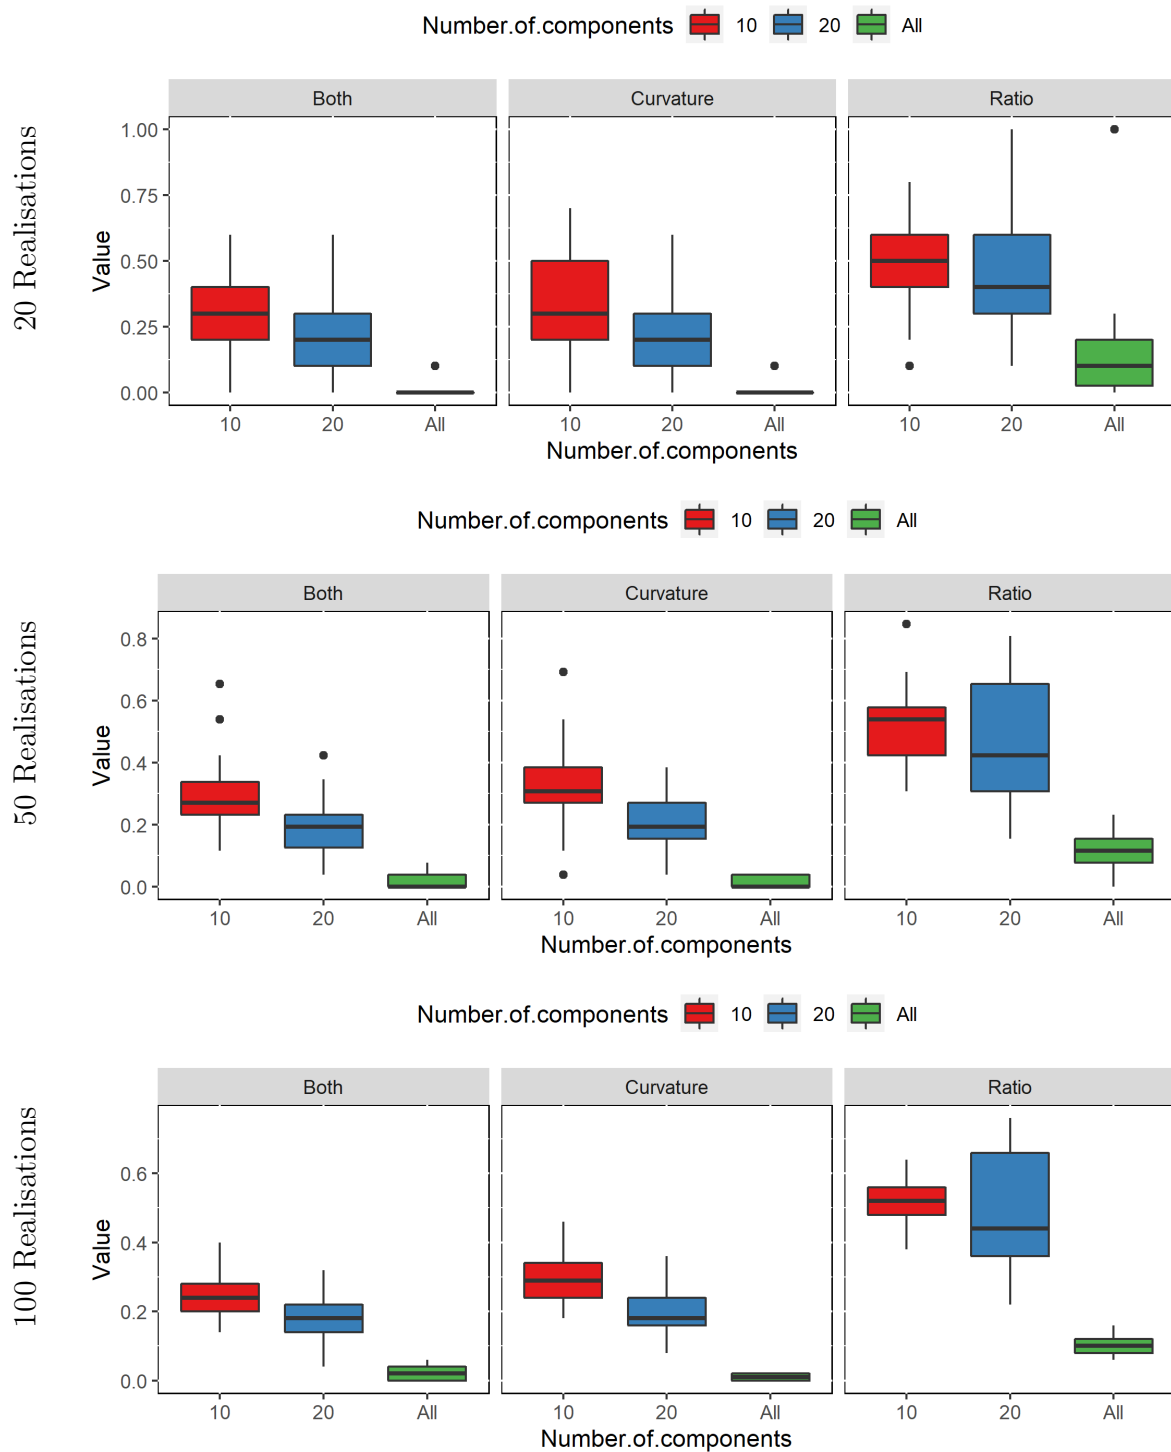 Number.of.components 10 20 All
20 Realisations
Both Curvature Ratio
Value
1.00
0.75
0.50
0.25
0.00
10 20 All 10 20 All 10 20 All
Number.of.components
Number.of.components 10 20 All
50 Realisations
Both Curvature Ratio
Value
0.8
0.6
0.4
0.2
0.0
10 20 All 10 20 All 10 20 All
Number.of.components
Number.of.components 10 20 All
100 Realisations
Both Curvature Ratio
Value
0.6
0.4
0.2
0.0
10 20 All 10 20 All 10 20 All
Number.of.components